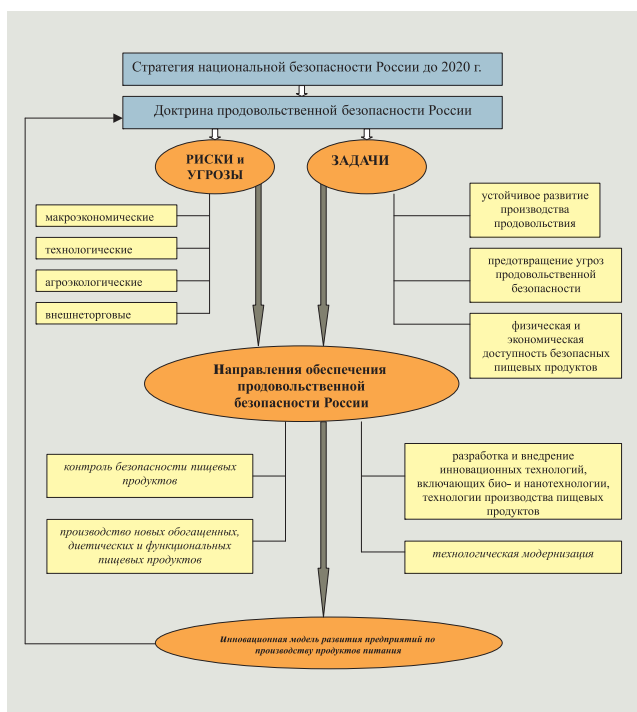 Стратегия национальной безопасности России до 2020 г.
Доктрина продовольственной безопасности России
РИСКИ и
УГРОЗЫ
ЗАДАЧИ
макроэкономические
технологические
агроэкологические
внешнеторговые
устойчивое развитие
производства
продовольствия
предотвращение угроз
продовольственной
безопасности
физическая и
экономическая
доступность безопасных
пищевых продуктов
Направления обеспечения
продовольственной
безопасности России
контроль безопасности пищевых
продуктов
производство новых обогащенных,
диетических и функциональных
пищевых продуктов
разработка и внедрение
инновационных технологий,
включающих био- и нанотехнологии,
технологии производства пищевых
продуктов
технологическая модернизация
Инновационная модель развития предприятий по
производству продуктов питания